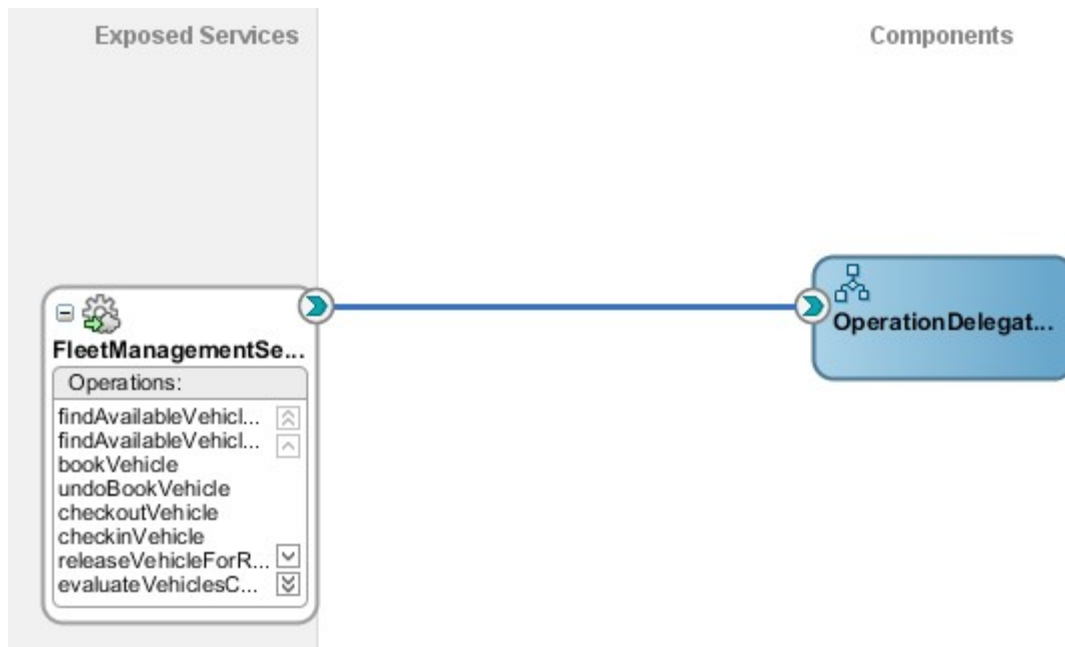 Exposed Services
Components
FleetManagementSe...
Operations:
findAvailableVehicl...
findAvailableVehicl...
bookVehicle
undoBookVehicle
checkoutVehicle
checkinVehicle
releaseVehicleForR...
evaluateVehiclesC...
OperationDelegat...